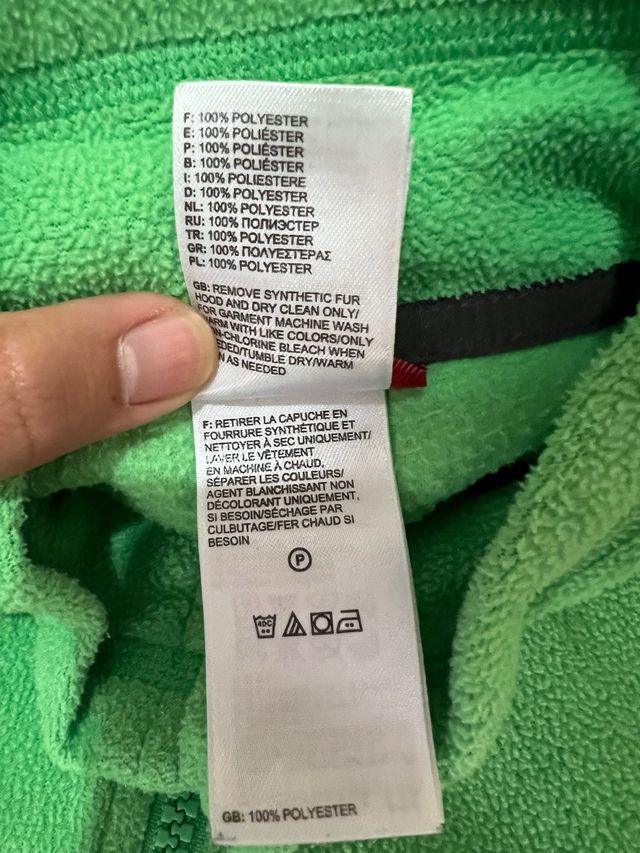 F: 100% POLYESTER
E: 100% POLIÉSTER
P: 100% POLIÉSTER
B: 100% POLIÉSTER
I: 100% POLIESTERE
D: 100% POLYESTER
NL: 100% POLYESTER
RU: 100% ПОЛИЭСТЕР
TR: 100% POLYESTER
GR: 100% ΠΟΛΥΕΣΤΕΡΑΣ
PL: 100% POLYESTER
GB: REMOVE SYNTHETIC FUR
HOOD AND DRY CLEAN ONLY/
FOR GARMENT MACHINE WASH
WITH LIKE COLORS/ONLY
CHLORINE BLEACH WHEN
TUMBLE DRY/WARM
AS NEEDED
F: RETIRER LA CAPUCHE EN
FOURRURE SYNTHÉTIQUE ET
NETTOYER À SEC UNIQUEMENT/
LAVER LE VÊTEMENT
EN MACHINE À CHAUD,
SÉPARER LES COULEURS/
AGENT BLANCHISSANT NON
DÉCOLORANT UNIQUEMENT,
SI BESOIN/SÉCHAGE PAR
CULBUTAGE/FER CHAUD SI
BESOIN
P
4DC
GB: 100% POLYESTER